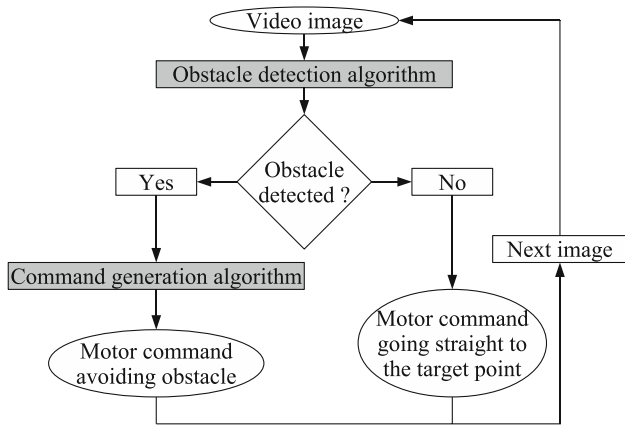 Video image
Obstacle detection algorithm
Obstacle
detected ?
Yes
No
Next image
Command generation algorithm
Motor command
avoiding obstacle
Motor command
going straight to
the target point